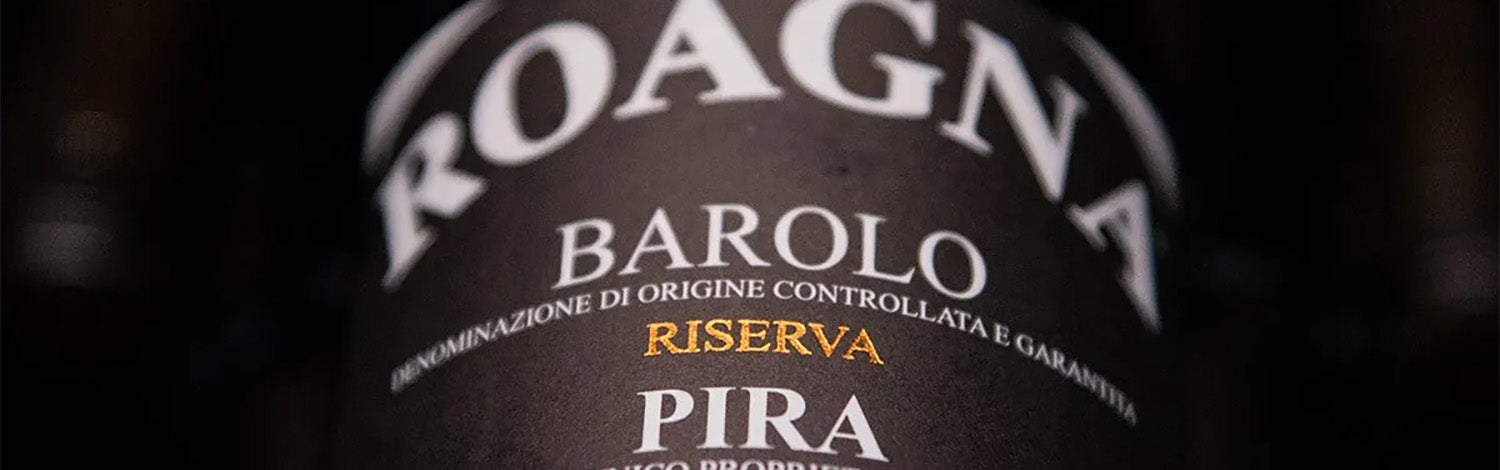 ROAGNA
BAROLO
DENOMINAZIONE DI ORIGINE CONTROLLATA E GARANTITA
RISERVA
PIRA